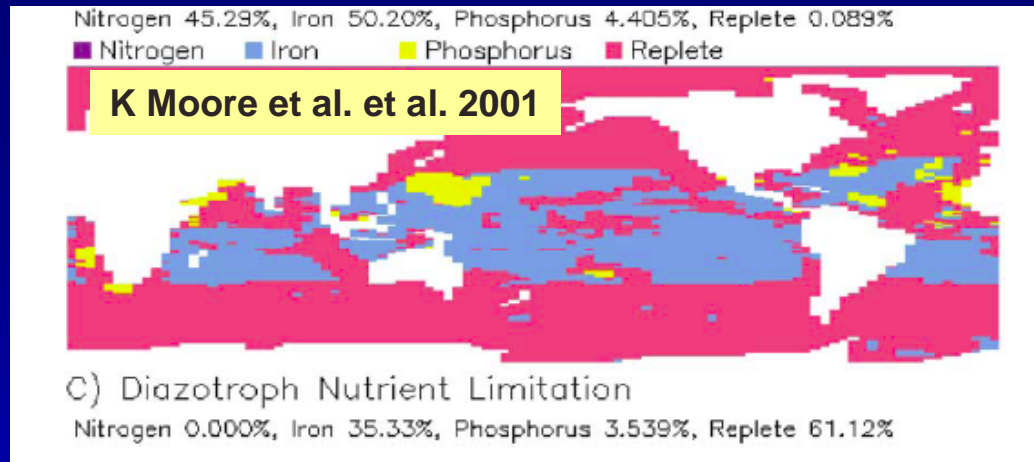 Nitrogen 45.29%, Iron 50.20%, Phosphorus 4.405%, Replete 0.089%
Nitrogen Iron Phosphorus Replete
K Moore et al. et al. 2001
C) Diazotroph Nutrient Limitation
Nitrogen 0.000%, Iron 35.33%, Phosphorus 3.539%, Replete 61.12%